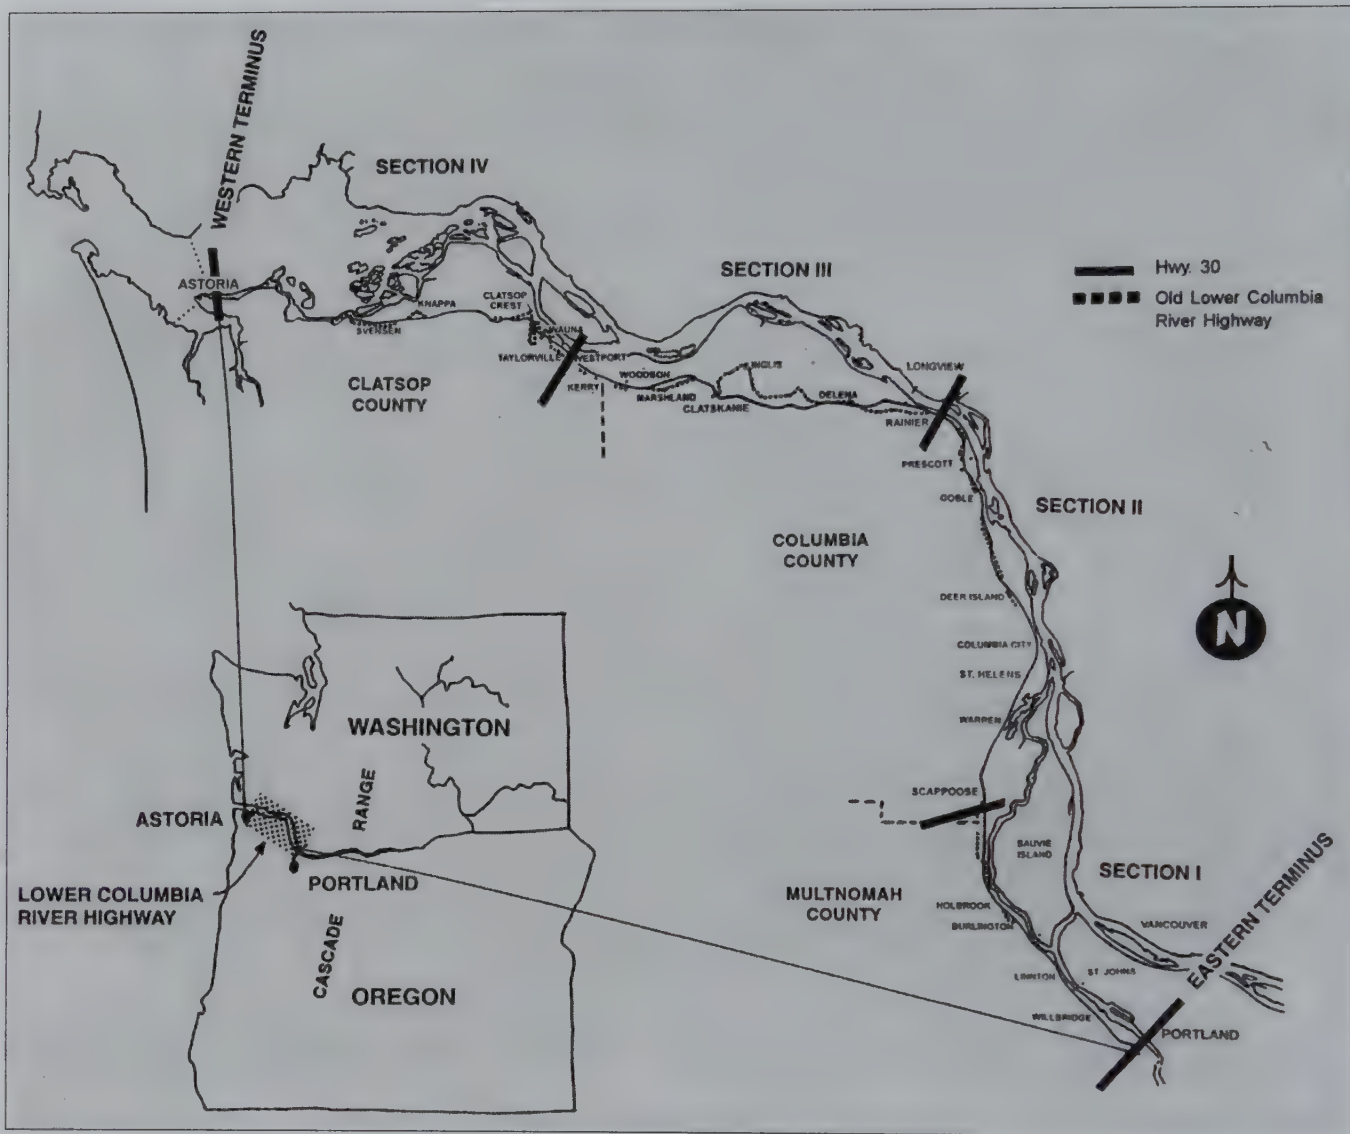 WESTERN TERMINUS
SECTION IV
SECTION III
Hwy. 30
Old Lower Columbia
River Highway
ASTORIA
KNAPPA
CLATSOP
CREST
SVENSEN
WAUNA
TAYLORVILLE
WESTPORT
KERRY
WOODSON
MARSHLAND
CLATSKANIE
INGLIS
DELENA
LONGVIEW
RAINIER
PRESCOTT
GOBLE
CLATSOP
COUNTY
SECTION II
COLUMBIA
COUNTY
N
DEER ISLAND
COLUMBIA CITY
ST. HELENS
WARREN
SCAPPOOSE
SAUVIE
ISLAND
SECTION I
MULTNOMAH
COUNTY
HOLBROOK
BURLINGTON
VANCOUVER
EASTERN TERMINUS
LINNTON
ST. JOHNS
WILLBRIDGE
PORTLAND
WASHINGTON
CASCADE RANGE
ASTORIA
PORTLAND
LOWER COLUMBIA
RIVER HIGHWAY
OREGON